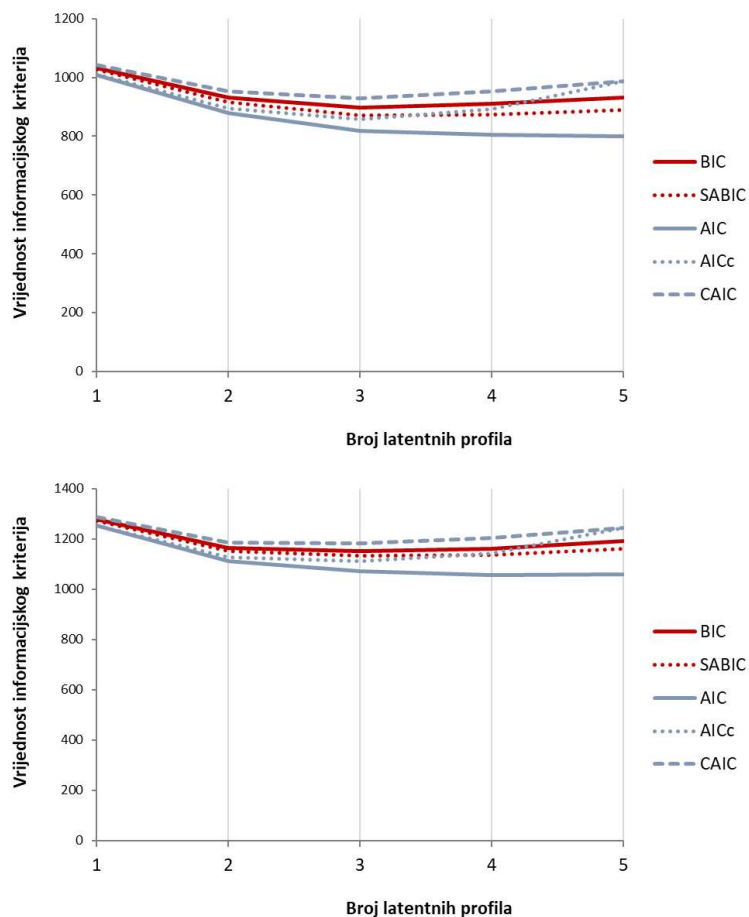 Vrijednost informacijskog kriterija
1200
1000
800
600
400
200
0
1 2 3 4 5
Broj latentnih profila
BIC
SABIC
AIC
AICc
CAIC
Vrijednost informacijskog kriterija
1400
1200
1000
800
600
400
200
0
1 2 3 4 5
Broj latentnih profila
BIC
SABIC
AIC
AICc
CAIC